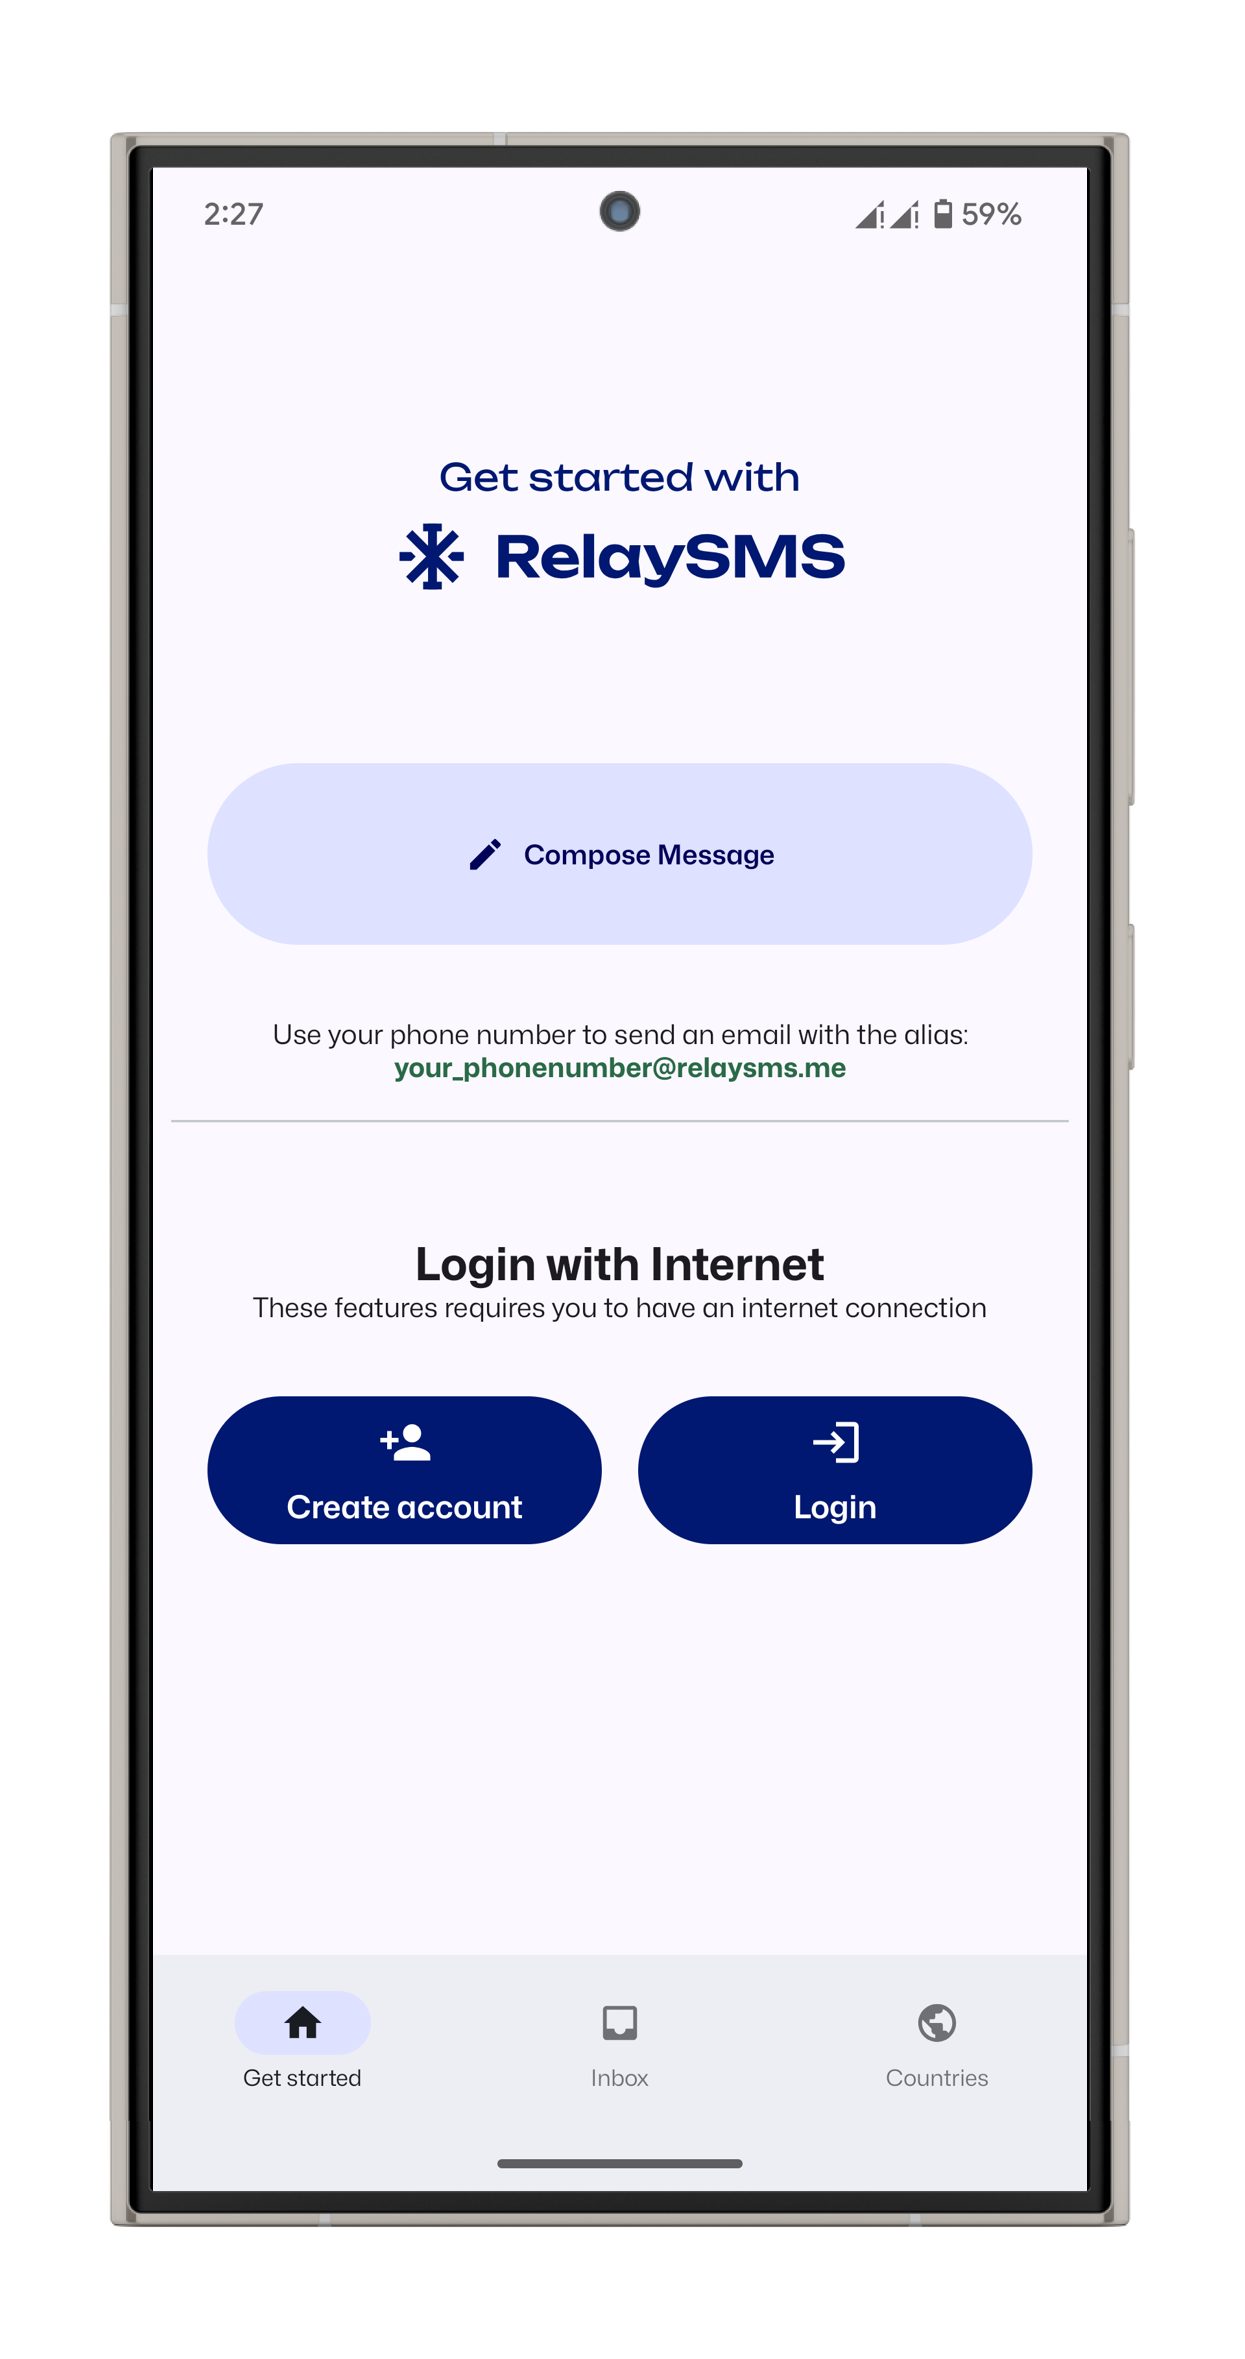 2:27
59%
Get started with
RelaySMS
Compose Message
Use your phone number to send an email with the alias:
your_phonenumber@relaysms.me
Login with Internet
These features requires you to have an internet connection
Create account
Login
Get started
Inbox
Countries